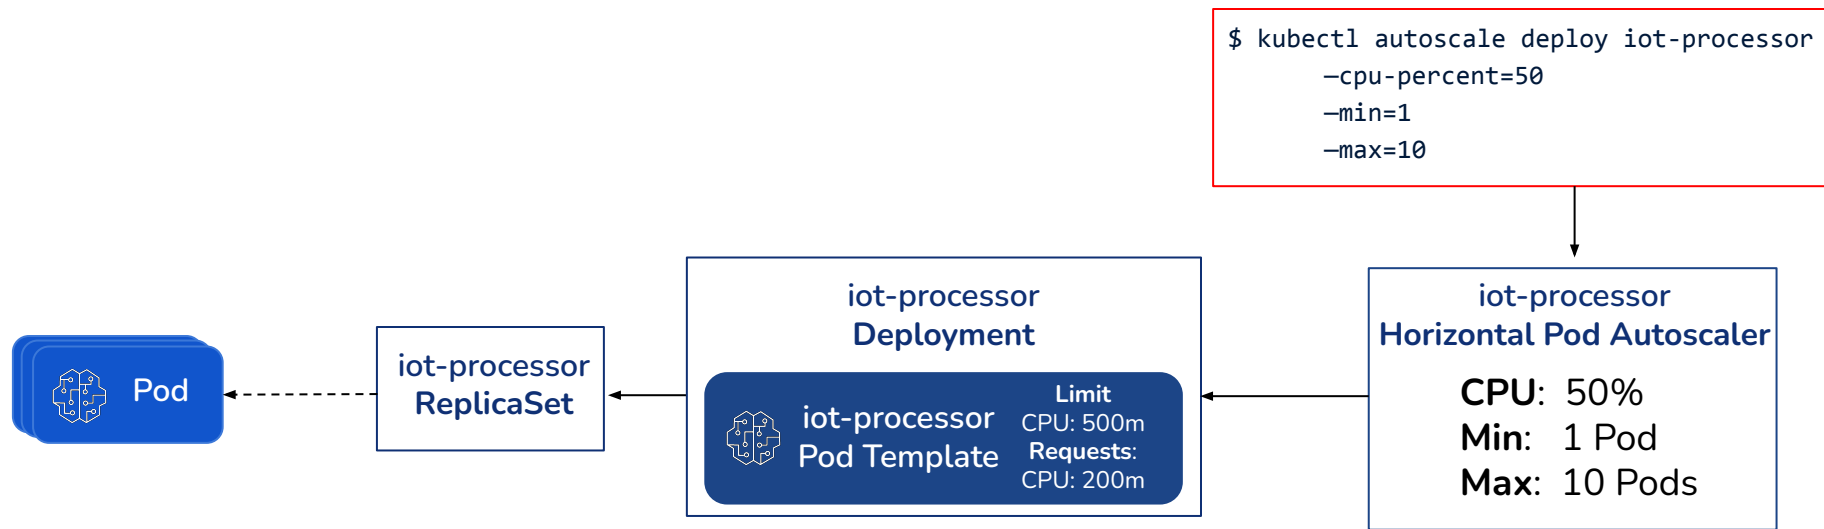 $ kubectl autoscale deploy iot-processor
—cpu-percent=50
—min=1
—max=10
Pod
iot-processor
ReplicaSet
iot-processor
Deployment
iot-processor
Pod Template
Limit
CPU: 500m
Requests:
CPU: 200m
iot-processor
Horizontal Pod Autoscaler
CPU: 50%
Min: 1 Pod
Max: 10 Pods